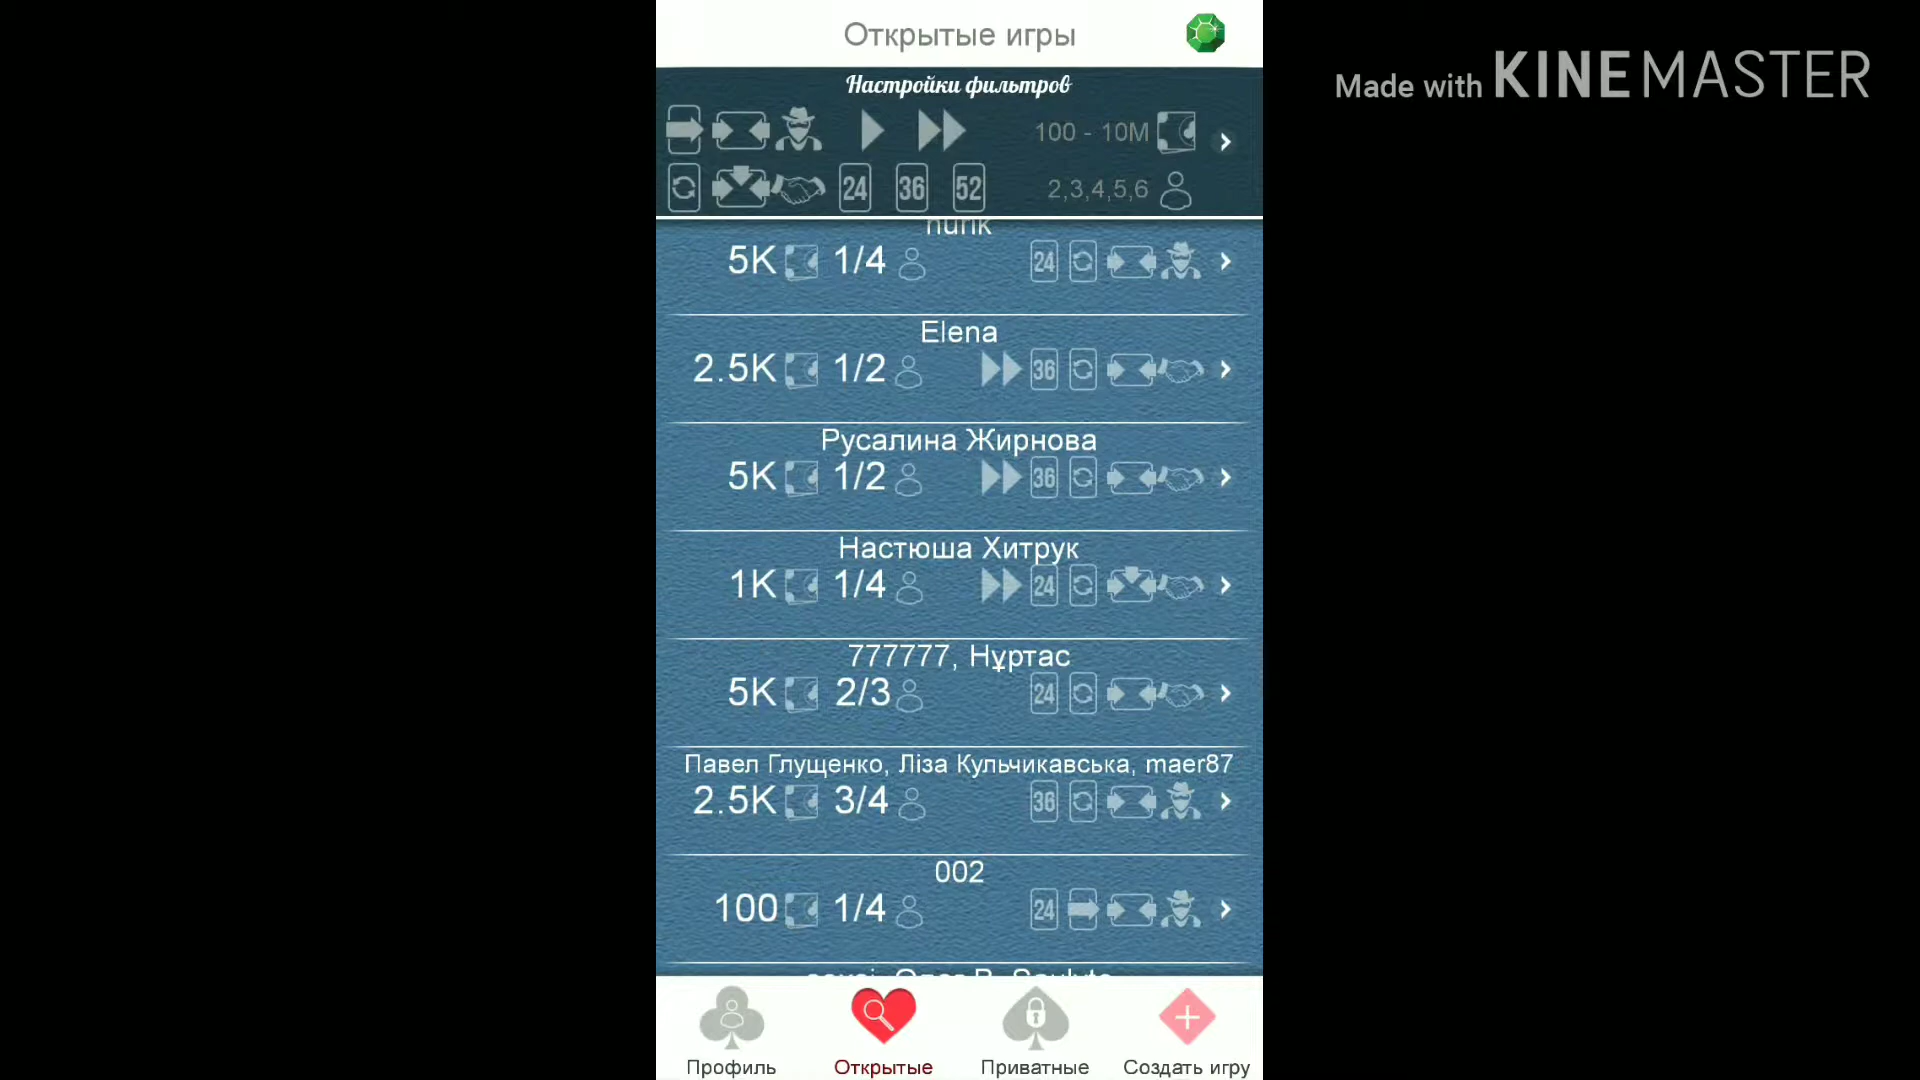 Открытые игры
Made with KINEMASTER
Настройки фильтров
100 - 10M
24 36 52 2,3,4,5,6
nurik
5K 1/4 24
Elena
2.5K 1/2 36
Русалина Жирнова
5K 1/2 36
Настюша Хитрук
1K 1/4 24
777777, Нұртас
5K 2/3 24
Павел Глущенко, Ліза Кульчикавська, maer87
2.5K 3/4 36
002
100 1/4 24
Профиль Открытые Приватные Создать игру